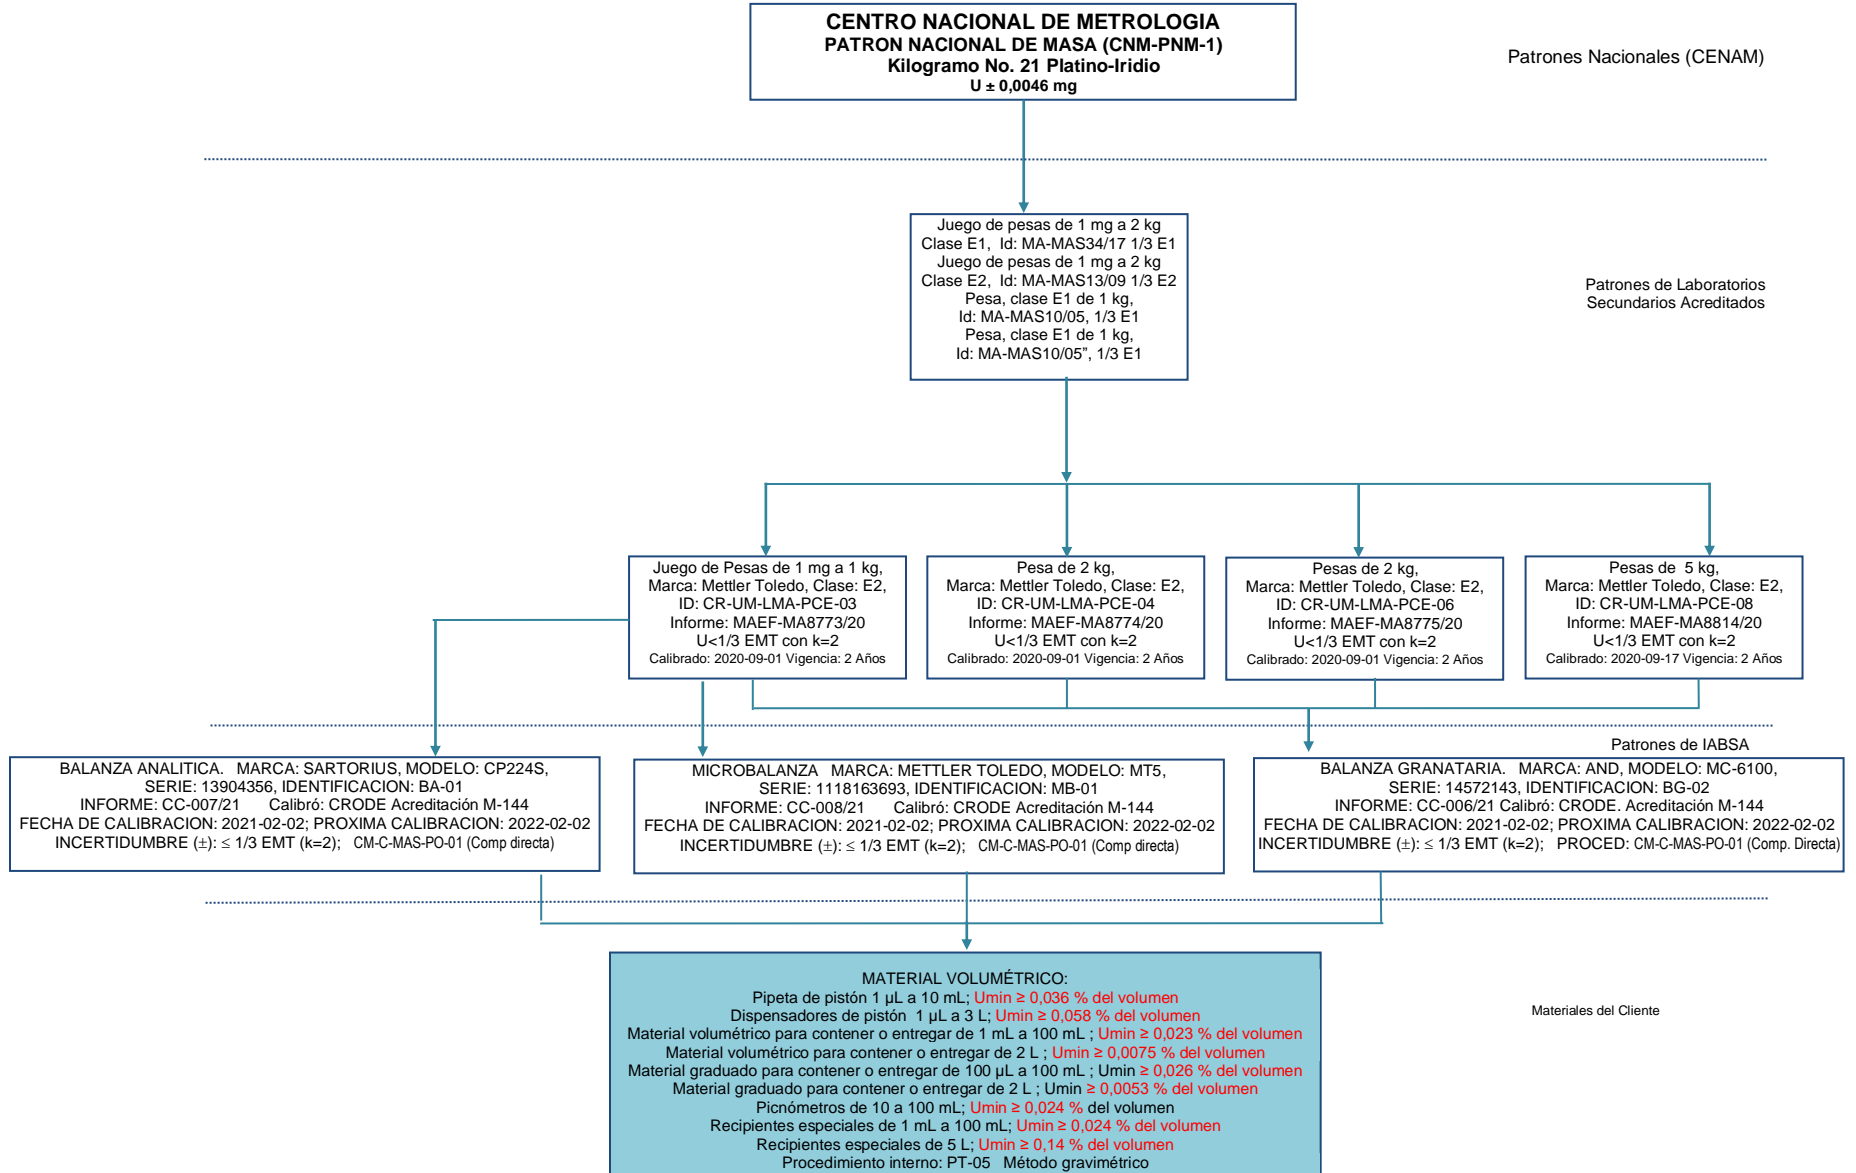 CENTRO NACIONAL DE METROLOGIA
PATRON NACIONAL DE MASA (CNM-PNM-1)
Kilogramo No. 21 Platino-Iridio
U ± 0,0046 mg
Patrones Nacionales (CENAM)
Juego de pesas de 1 mg a 2 kg
Clase E1, Id: MA-MAS34/17 1/3 E1
Juego de pesas de 1 mg a 2 kg
Clase E2, Id: MA-MAS13/09 1/3 E2
Pesa, clase E1 de 1 kg,
Id: MA-MAS10/05, 1/3 E1
Pesa, clase E1 de 1 kg,
Id: MA-MAS10/05”, 1/3 E1
Patrones de Laboratorios
Secundarios Acreditados
Juego de Pesas de 1 mg a 1 kg,
Marca: Mettler Toledo, Clase: E2,
ID: CR-UM-LMA-PCE-03
Informe: MAEF-MA8773/20
U<1/3 EMT con k=2
Calibrado: 2020-09-01 Vigencia: 2 Años
Pesa de 2 kg,
Marca: Mettler Toledo, Clase: E2,
ID: CR-UM-LMA-PCE-04
Informe: MAEF-MA8774/20
U<1/3 EMT con k=2
Calibrado: 2020-09-01 Vigencia: 2 Años
Pesas de 2 kg,
Marca: Mettler Toledo, Clase: E2,
ID: CR-UM-LMA-PCE-06
Informe: MAEF-MA8775/20
U<1/3 EMT con k=2
Calibrado: 2020-09-01 Vigencia: 2 Años
Pesas de 5 kg,
Marca: Mettler Toledo, Clase: E2,
ID: CR-UM-LMA-PCE-08
Informe: MAEF-MA8814/20
U<1/3 EMT con k=2
Calibrado: 2020-09-17 Vigencia: 2 Años
Patrones de IABSA
BALANZA ANALITICA. MARCA: SARTORIUS, MODELO: CP224S,
SERIE: 13904356, IDENTIFICACION: BA-01
INFORME: CC-007/21 Calibró: CRODE Acreditación M-144
FECHA DE CALIBRACION: 2021-02-02; PROXIMA CALIBRACION: 2022-02-02
INCERTIDUMBRE (±): ≤ 1/3 EMT (k=2); CM-C-MAS-PO-01 (Comp directa)
MICROBALANZA MARCA: METTLER TOLEDO, MODELO: MT5,
SERIE: 1118163693, IDENTIFICACION: MB-01
INFORME: CC-008/21 Calibró: CRODE Acreditación M-144
FECHA DE CALIBRACION: 2021-02-02; PROXIMA CALIBRACION: 2022-02-02
INCERTIDUMBRE (±): ≤ 1/3 EMT (k=2); CM-C-MAS-PO-01 (Comp directa)
BALANZA GRANATARIA. MARCA: AND, MODELO: MC-6100,
SERIE: 14572143, IDENTIFICACION: BG-02
INFORME: CC-006/21 Calibró: CRODE. Acreditación M-144
FECHA DE CALIBRACION: 2021-02-02; PROXIMA CALIBRACION: 2022-02-02
INCERTIDUMBRE (±): ≤ 1/3 EMT (k=2); PROCED: CM-C-MAS-PO-01 (Comp. Directa)
MATERIAL VOLUMÉTRICO:
Pipeta de pistón 1 µL a 10 mL; Umin ≥ 0,036 % del volumen
Dispensadores de pistón 1 µL a 3 L; Umin ≥ 0,058 % del volumen
Material volumétrico para contener o entregar de 1 mL a 100 mL ; Umin ≥ 0,023 % del volumen
Material volumétrico para contener o entregar de 2 L ; Umin ≥ 0,0075 % del volumen
Material graduado para contener o entregar de 100 µL a 100 mL ; Umin ≥ 0,026 % del volumen
Material graduado para contener o entregar de 2 L ; Umin ≥ 0,0053 % del volumen
Picnómetros de 10 a 100 mL; Umin ≥ 0,024 % del volumen
Recipientes especiales de 1 mL a 100 mL; Umin ≥ 0,024 % del volumen
Recipientes especiales de 5 L; Umin ≥ 0,14 % del volumen
Procedimiento interno: PT-05 Método gravimétrico
Materiales del Cliente